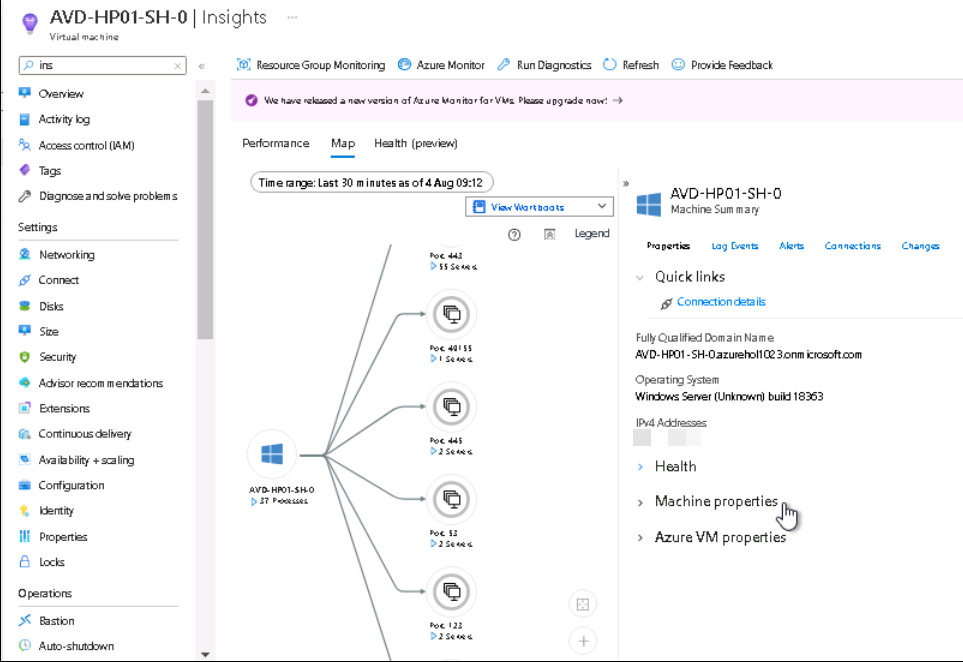 AVD-HP01-SH-0 | Insights ...
Virtual machine
ins
Overview
Activity log
Access control (IAM)
Tags
Diagnose and solve problems
Settings
Networking
Connect
Disks
Size
Security
Advisor recommendations
Extensions
Continuous delivery
Availability + scaling
Configuration
Identity
Properties
Locks
Operations
Bastion
Auto-shutdown
Resource Group Monitoring Azure Monitor Run Diagnostics Refresh Provide Feedback
We have released a new version of Azure Monitor for VMs. Please upgrade now! →
Performance Map Health (preview)
Time range: Last 30 minutes as of 4 Aug 09:12
View Workbooks
Legend
Port 443
55 Servers
Port 49155
1 Servers
Port 445
2 Servers
AVD-HP01-SH-0
37 Processes
Port 53
2 Servers
Port 123
2 Servers
AVD-HP01-SH-0
Machine Summary
Properties Log Events Alerts Connections Changes
Quick links
Connection details
Fully Qualified Domain Name
AVD-HP01-SH-0.azurehol1023.onmicrosoft.com
Operating System
Windows Server (Unknown) build 18363
IPv4 Addresses
Health
Machine properties
Azure VM properties